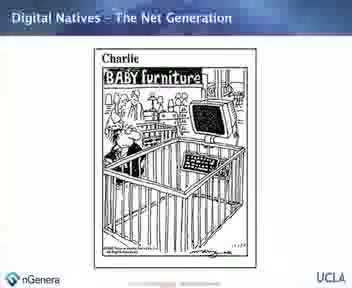 Digital Natives - The Net Generation
Charlie
BABY furniture
nGenera
UCLA